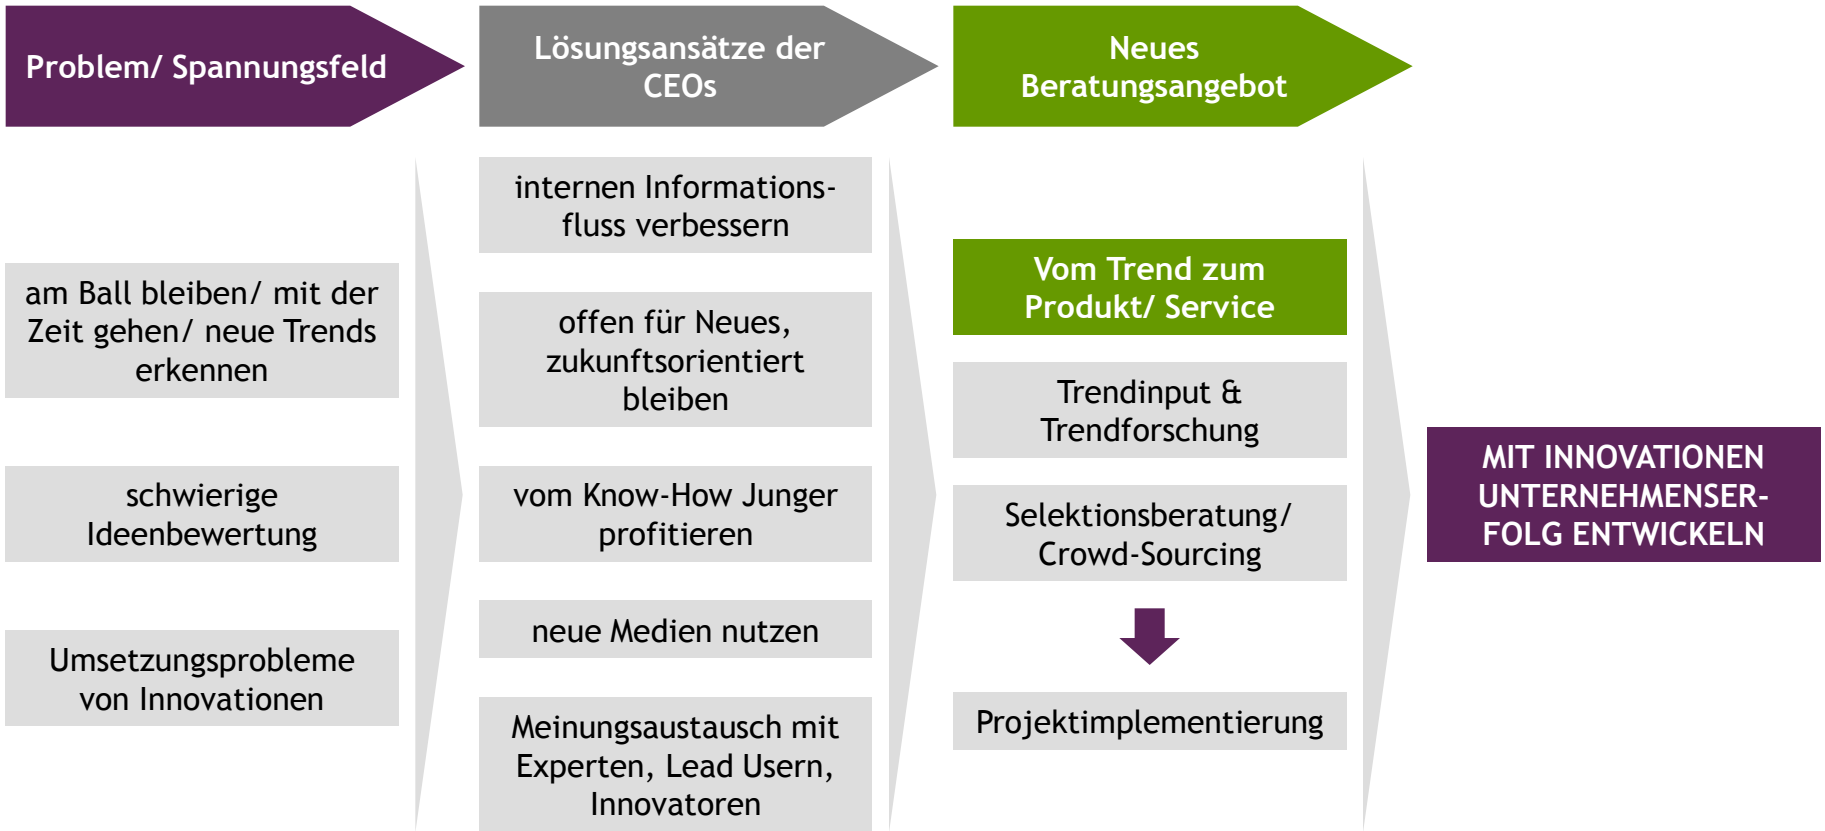 Problem/ Spannungsfeld
Lösungsansätze der
CEOs
Neues
Beratungsangebot
am Ball bleiben/ mit der
Zeit gehen/ neue Trends
erkennen
schwierige
Ideenbewertung
Umsetzungsprobleme
von Innovationen
internen Informations-
fluss verbessern
offen für Neues,
zukunftsorientiert
bleiben
vom Know-How Junger
profitieren
neue Medien nutzen
Meinungsaustausch mit
Experten, Lead Usern,
Innovatoren
Vom Trend zum
Produkt/ Service
Trendinput &
Trendforschung
Selektionsberatung/
Crowd-Sourcing
Projektimplementierung
MIT INNOVATIONEN
UNTERNEHMENSER-
FOLG ENTWICKELN